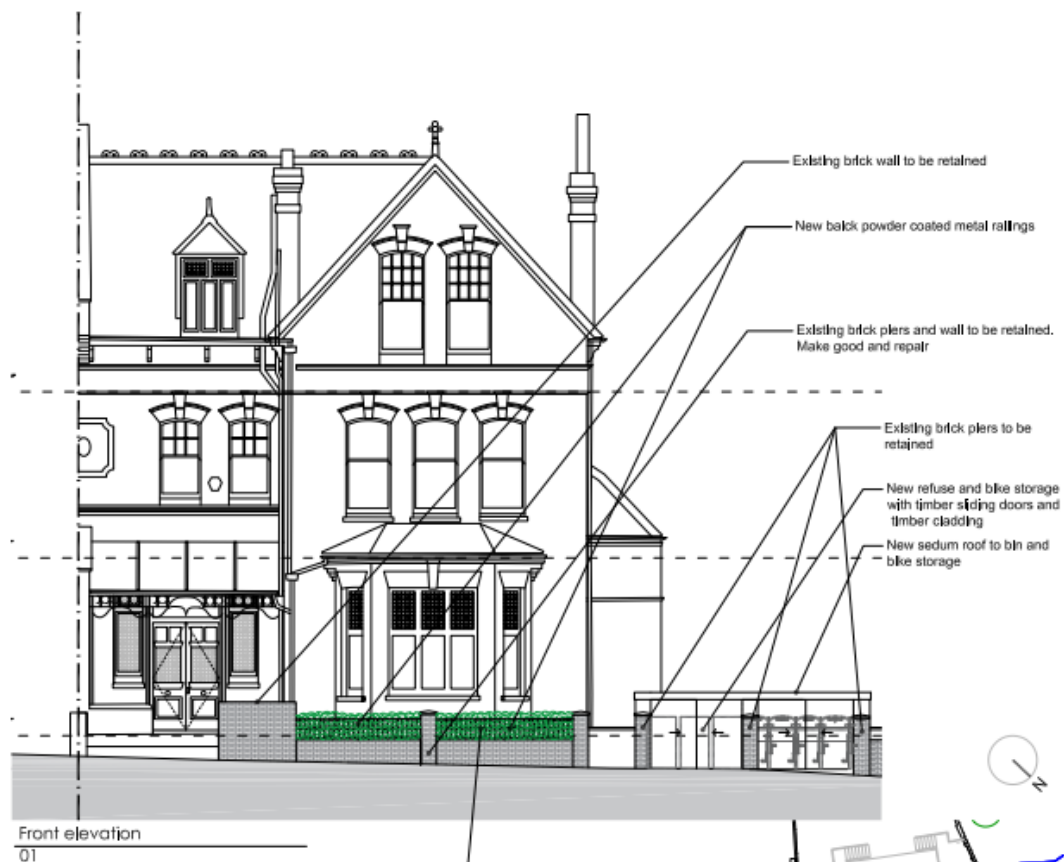 Existing brick wall to be retained
New balck powder coated metal railings
Existing brick piers and wall to be retained.
Make good and repair
Existing brick piers to be
retained
New refuse and bike storage
with timber sliding doors and
timber cladding
New sedum roof to bin and
bike storage
N
Front elevation
01